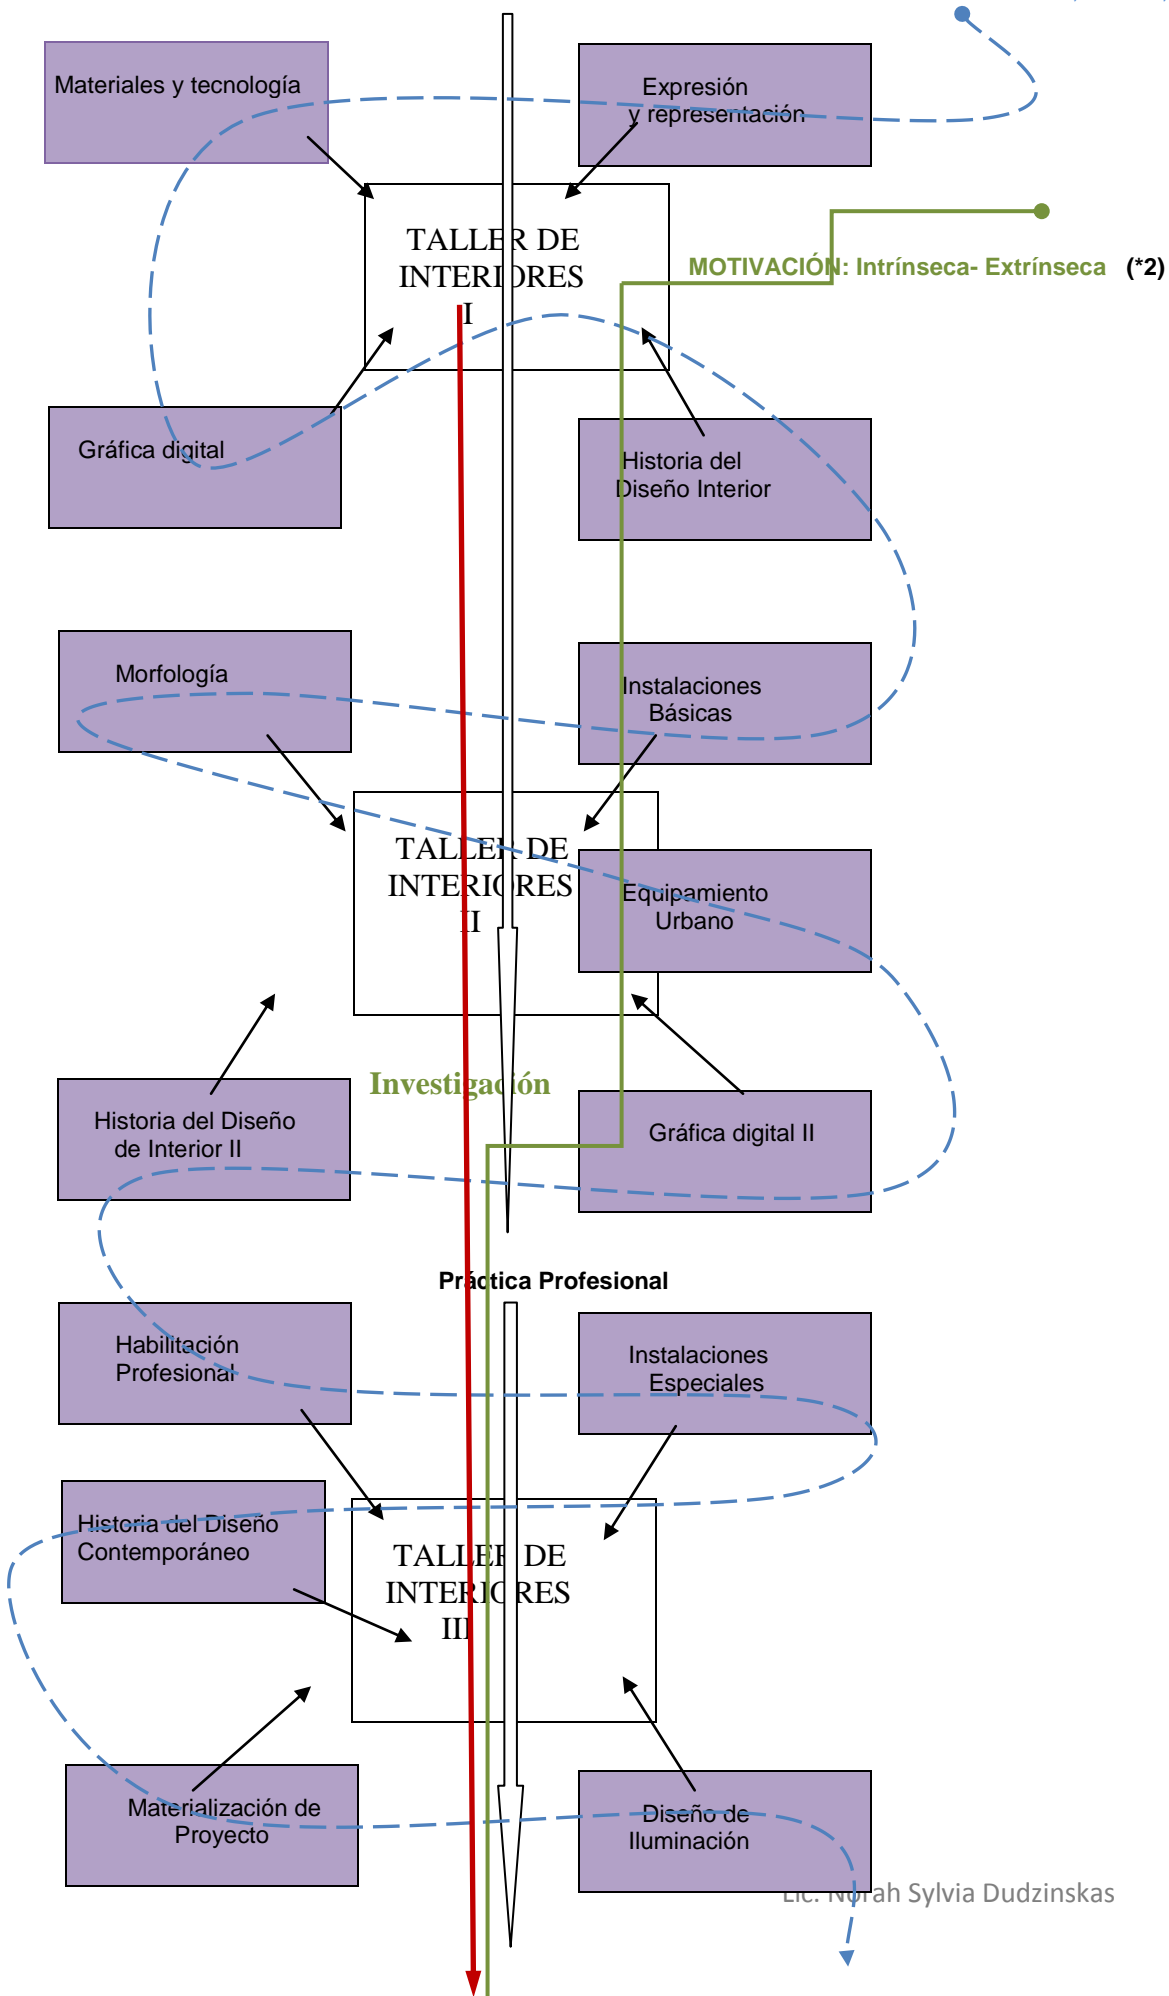 Materiales y tecnología
Expresión
y representación
TALLER DE
INTERIORES
I
MOTIVACIÓN: Intrínseca- Extrínseca (*2)
Gráfica digital
Historia del
Diseño Interior
Morfología
Instalaciones
Básicas
TALLER DE
INTERIORES
II
Equipamiento
Urbano
Investigación
Historia del Diseño
de Interior II
Gráfica digital II
Práctica Profesional
Habilitación
Profesional
Instalaciones
Especiales
Historia del Diseño
Contemporáneo
TALLER DE
INTERIORES
III
Materialización de
Proyecto
Diseño de
Iluminación
Lic. Norah Sylvia Dudzinskas